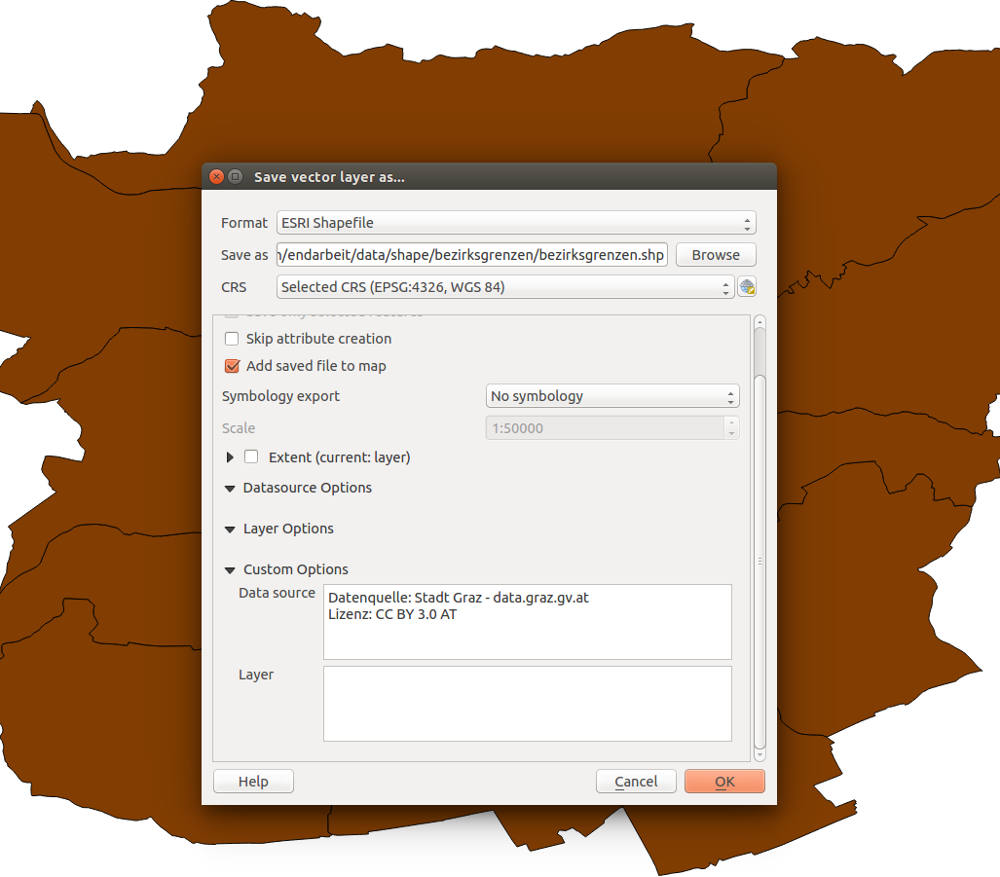 Save vector layer as...
Format ESRI Shapefile
Save as n/endarbeit/data/shape/bezirksgrenzen/bezirksgrenzen.shp Browse
CRS Selected CRS (EPSG:4326, WGS 84)
Skip attribute creation
Add saved file to map
Symbology export No symbology
Scale 1:50000
Extent (current: layer)
Datasource Options
Layer Options
Custom Options
Data source Datenquelle: Stadt Graz - data.graz.gv.at
Lizenz: CC BY 3.0 AT
Layer
Help Cancel OK